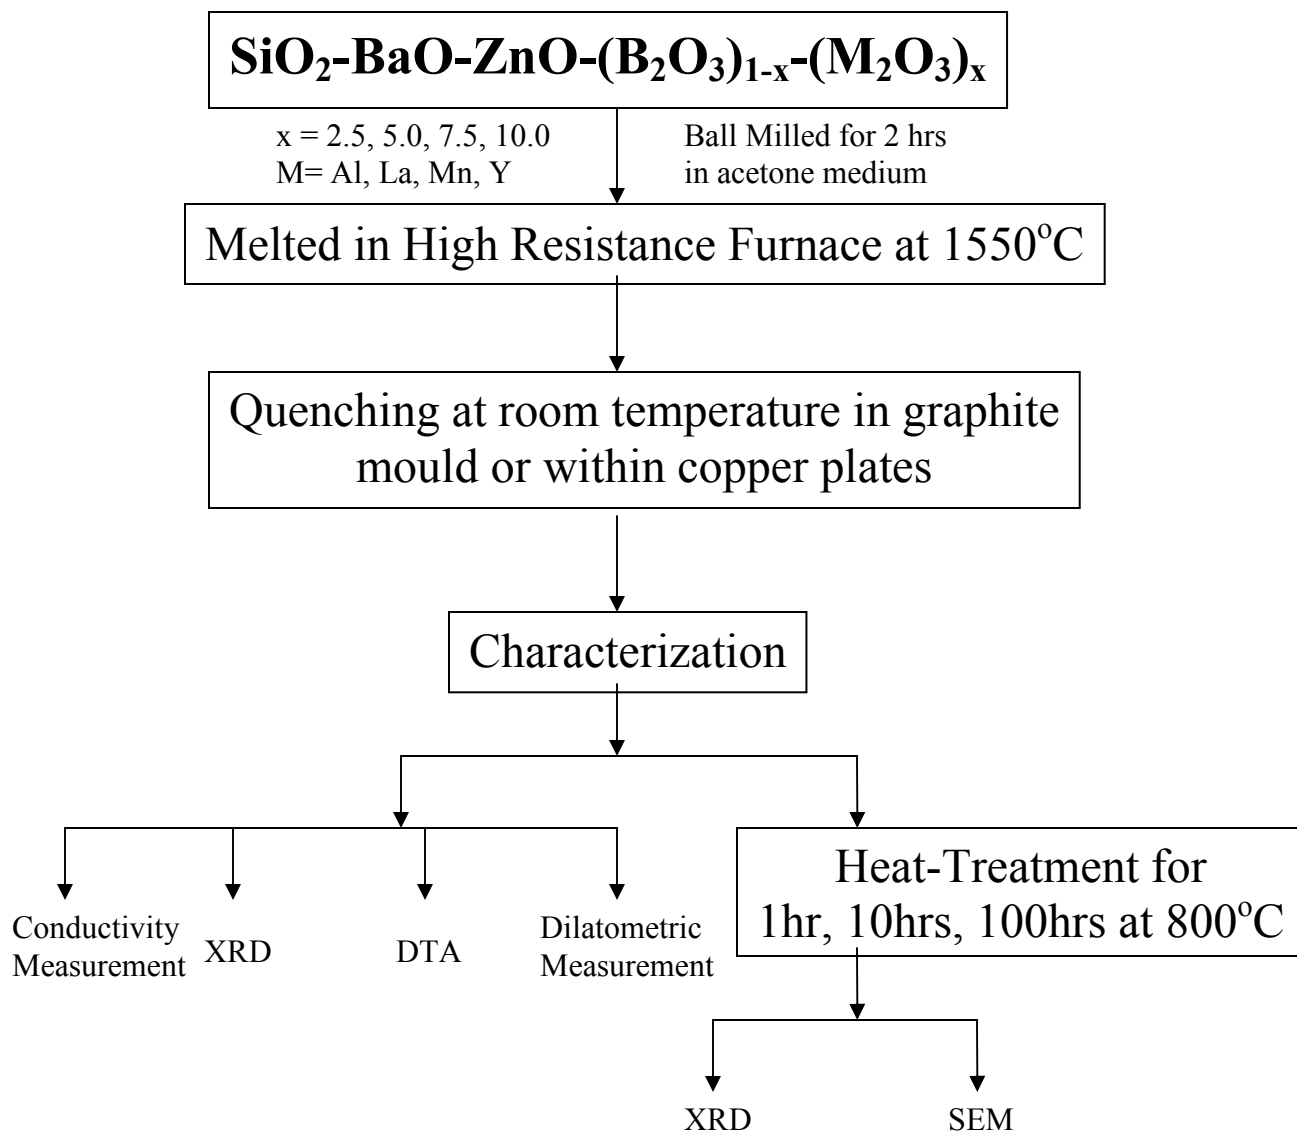 SiO₂-BaO-ZnO-(B₂O₃)₁₋ₓ-(M₂O₃)ₓ
x = 2.5, 5.0, 7.5, 10.0
M= Al, La, Mn, Y
Ball Milled for 2 hrs
in acetone medium
Melted in High Resistance Furnace at 1550°C
Quenching at room temperature in graphite
mould or within copper plates
Characterization
Conductivity
Measurement
XRD
DTA
Dilatometric
Measurement
Heat-Treatment for
1hr, 10hrs, 100hrs at 800°C
XRD
SEM